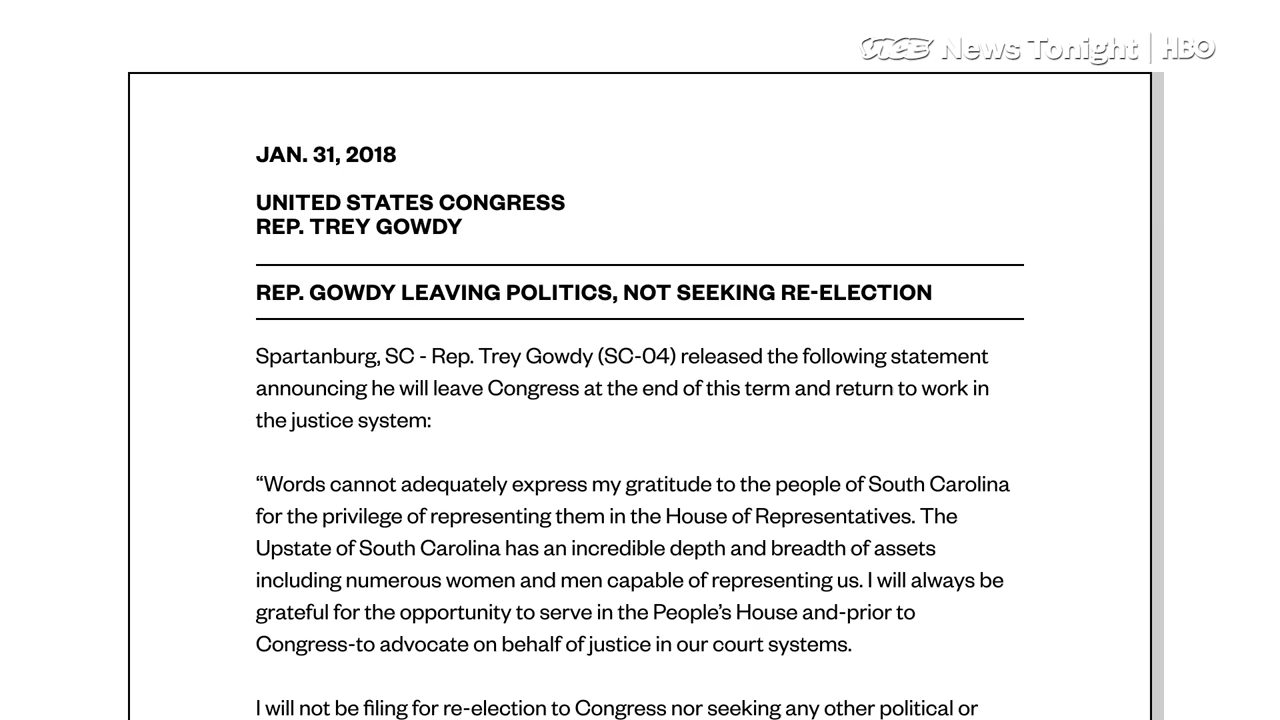 VICE News Tonight | HBO
JAN. 31, 2018
UNITED STATES CONGRESS
REP. TREY GOWDY
REP. GOWDY LEAVING POLITICS, NOT SEEKING RE-ELECTION
Spartanburg, SC - Rep. Trey Gowdy (SC-04) released the following statement
announcing he will leave Congress at the end of this term and return to work in
the justice system:
“Words cannot adequately express my gratitude to the people of South Carolina
for the privilege of representing them in the House of Representatives. The
Upstate of South Carolina has an incredible depth and breadth of assets
including numerous women and men capable of representing us. I will always be
grateful for the opportunity to serve in the People’s House and-prior to
Congress-to advocate on behalf of justice in our court systems.
I will not be filing for re-election to Congress nor seeking any other political or